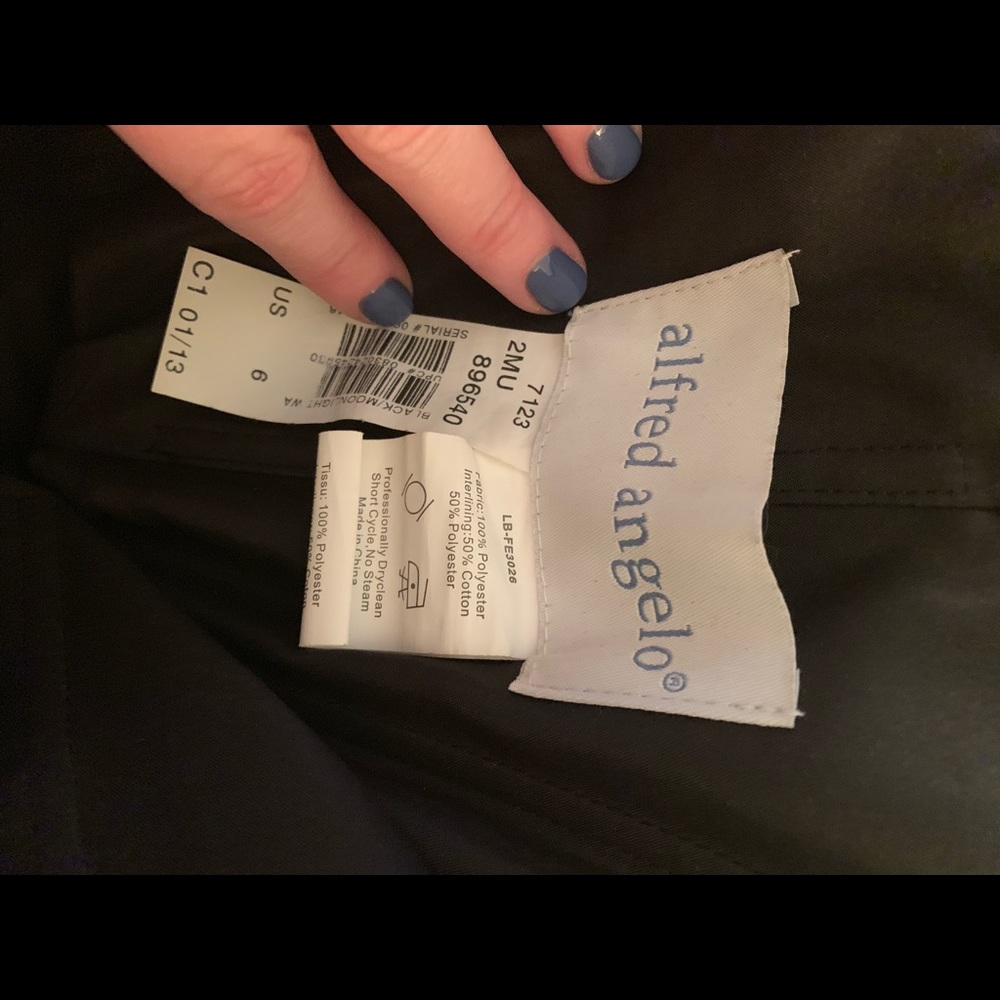 alfred angelo®
7123
2MU
896540
SERIAL#
UPC#
BLACK/MOONLIGHT WA
US 6
C1 01/13
LB-FE3026
Fabric:100% Polyester
Interlining:50% Cotton
50% Polyester
Professionally Dryclean
Short Cycle,No Steam
Made in China
Tissu: 100% Polyester